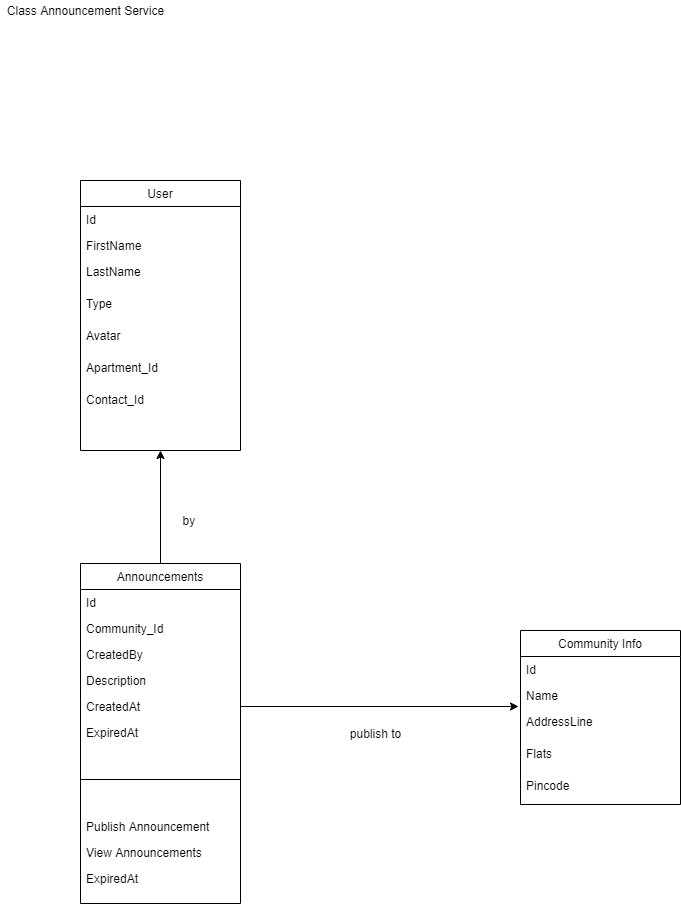 Class Announcement Service
User
Id
FirstName
LastName
Type
Avatar
Apartment_Id
Contact_Id
by
Announcements
Id
Community_Id
CreatedBy
Description
CreatedAt
ExpiredAt
Publish Announcement
View Announcements
ExpiredAt
publish to
Community Info
Id
Name
AddressLine
Flats
Pincode